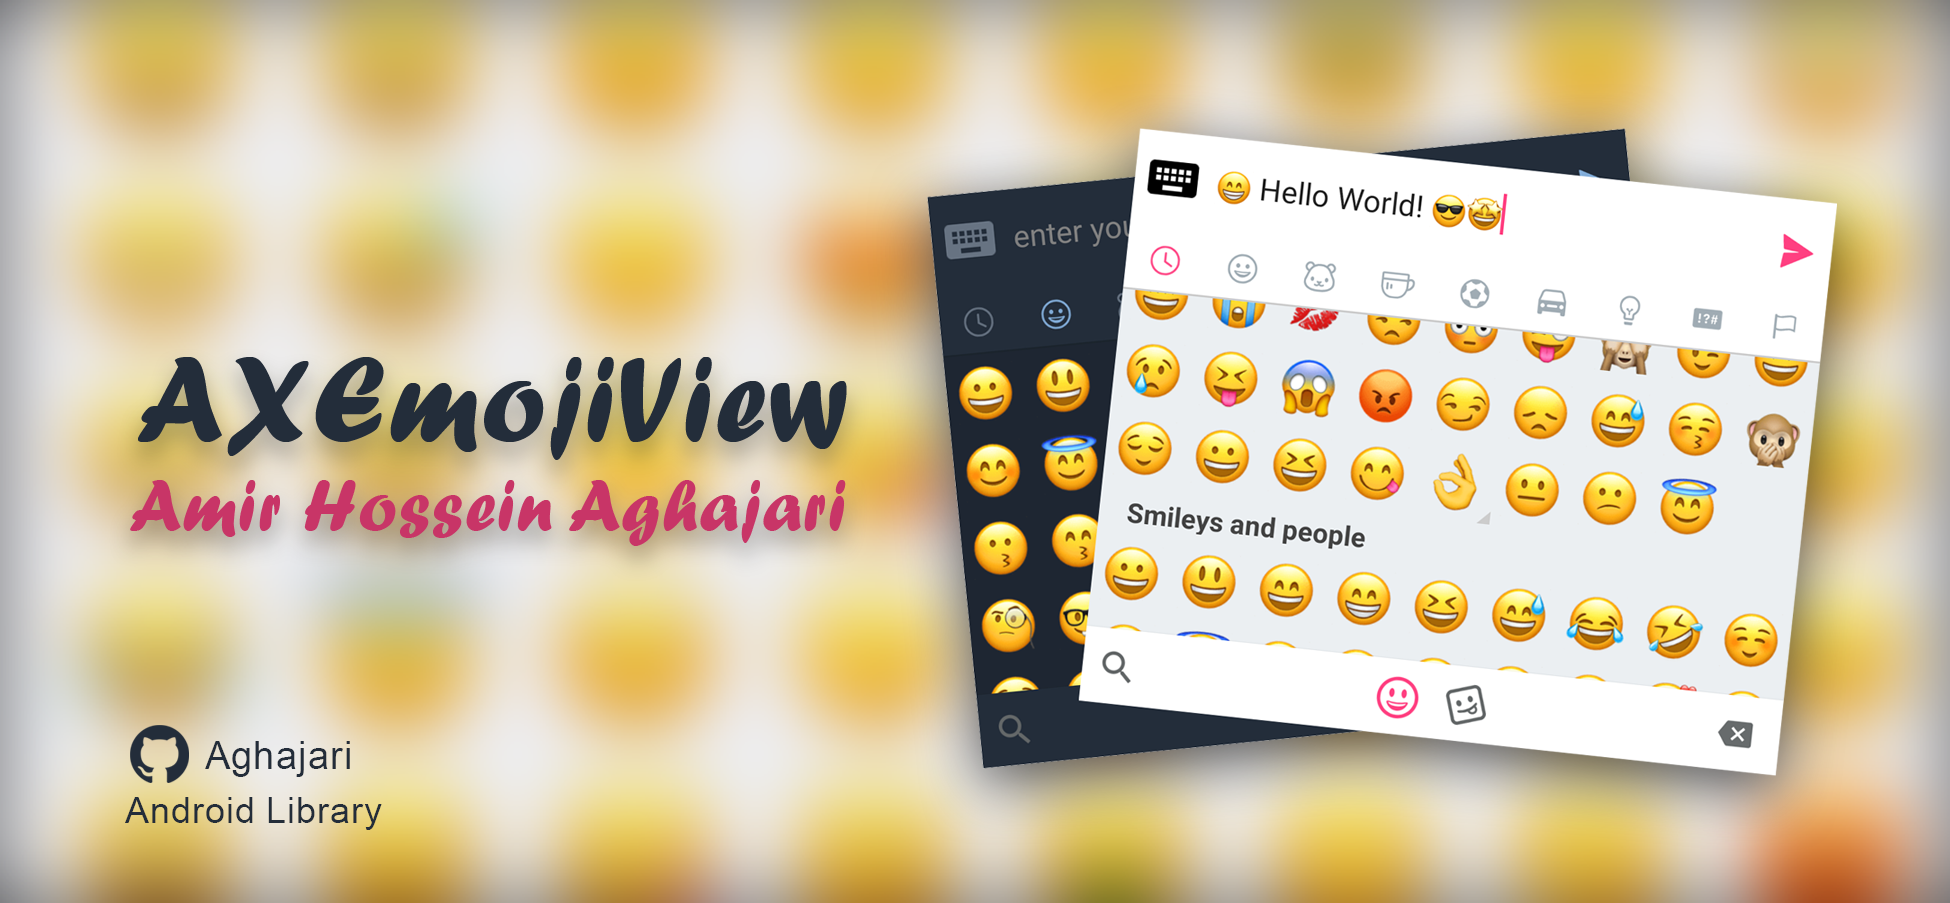 AXEmojiView
Amir Hossein Aghajari
Aghajari
Android Library
enter you
😄 Hello World! 😎🤩
!?#
Smileys and people